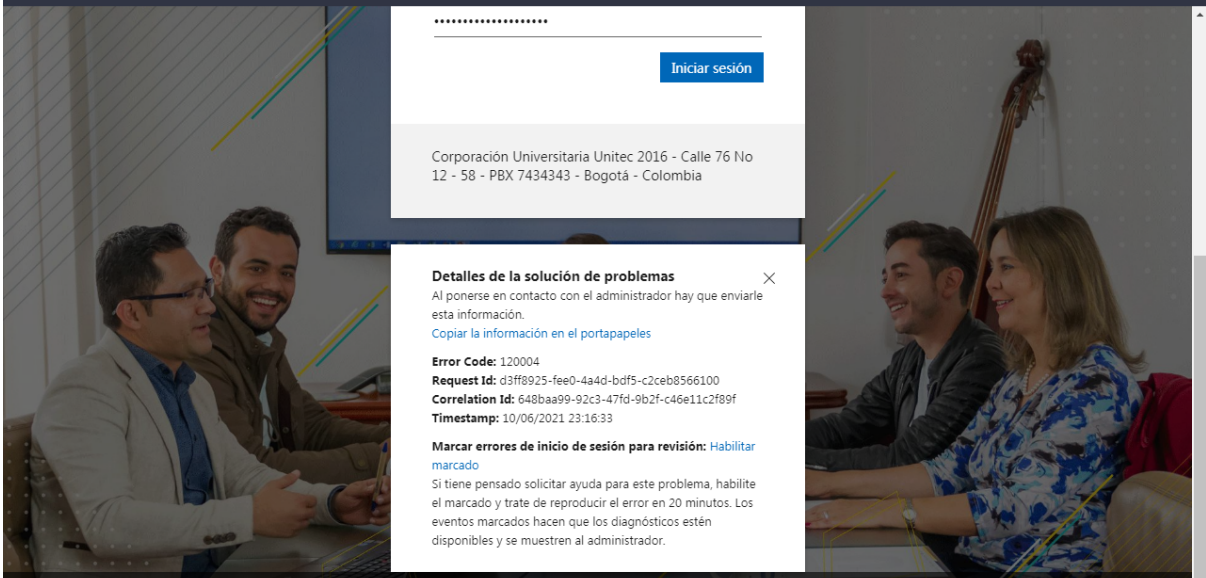 ••••••••••••••••••••
Iniciar sesión
Corporación Universitaria Unitec 2016 - Calle 76 No
12 - 58 - PBX 7434343 - Bogotá - Colombia
Detalles de la solución de problemas
Al ponerse en contacto con el administrador hay que enviarle
esta información.
Copiar la información en el portapapeles
Error Code: 120004
Request Id: d3ff8925-fee0-4a4d-bdf5-c2ceb8566100
Correlation Id: 648baa99-92c3-47fd-9b2f-c46e11c2f89f
Timestamp: 10/06/2021 23:16:33
Marcar errores de inicio de sesión para revisión: Habilitar
marcado
Si tiene pensado solicitar ayuda para este problema, habilite
el marcado y trate de reproducir el error en 20 minutos. Los
eventos marcados hacen que los diagnósticos estén
disponibles y se muestren al administrador.